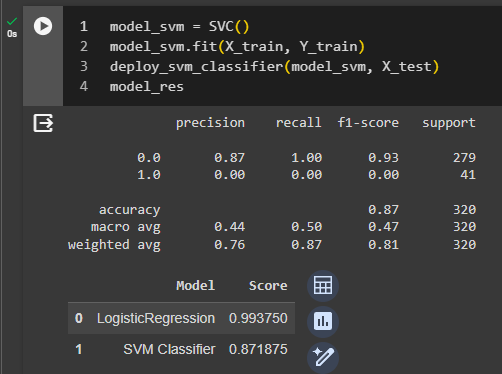 1 model_svm = SVC()
0s
2 model_svm.fit(X_train, Y_train)
3 deploy_svm_classifier(model_svm, X_test)
4 model_res
precision recall f1-score support
0.0 0.87 1.00 0.93 279
1.0 0.00 0.00 0.00 41
accuracy 0.87 320
macro avg 0.44 0.50 0.47 320
weighted avg 0.76 0.87 0.81 320
Model Score
0 LogisticRegression 0.993750
1 SVM Classifier 0.871875